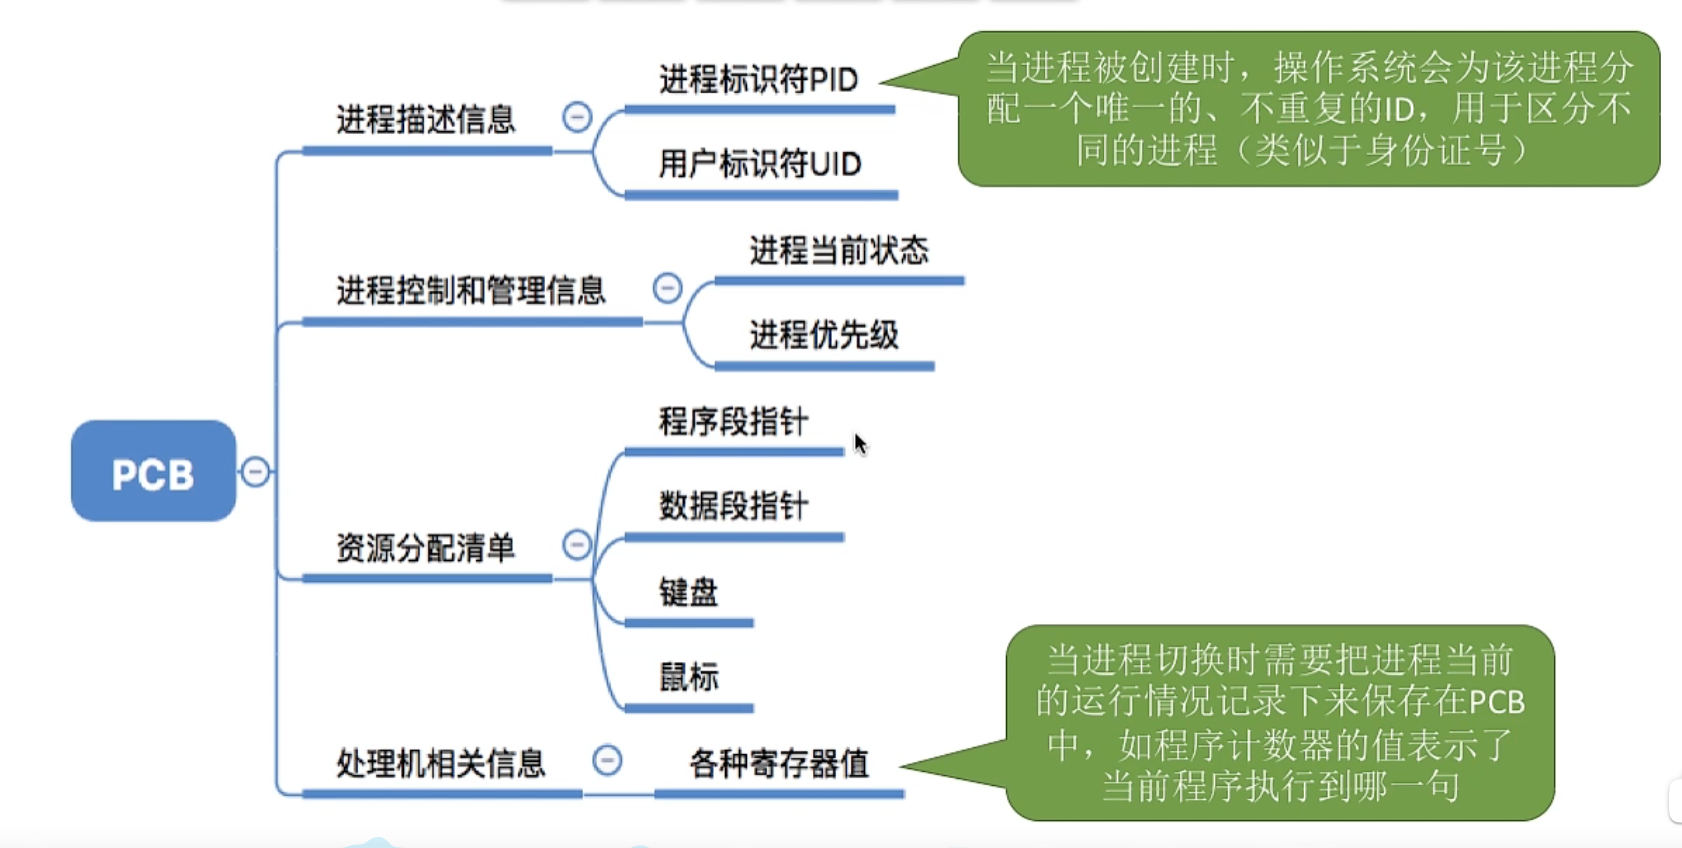 进程标识符PID
当进程被创建时，操作系统会为该进程分
配一个唯一的、不重复的ID，用于区分不
同的进程（类似于身份证号）
进程描述信息
用户标识符UID
进程当前状态
进程控制和管理信息
进程优先级
程序段指针
PCB
数据段指针
资源分配清单
键盘
鼠标
当进程切换时需要把进程当前
的运行情况记录下来保存在PCB
中，如程序计数器的值表示了
当前程序执行到哪一句
处理机相关信息
各种寄存器值